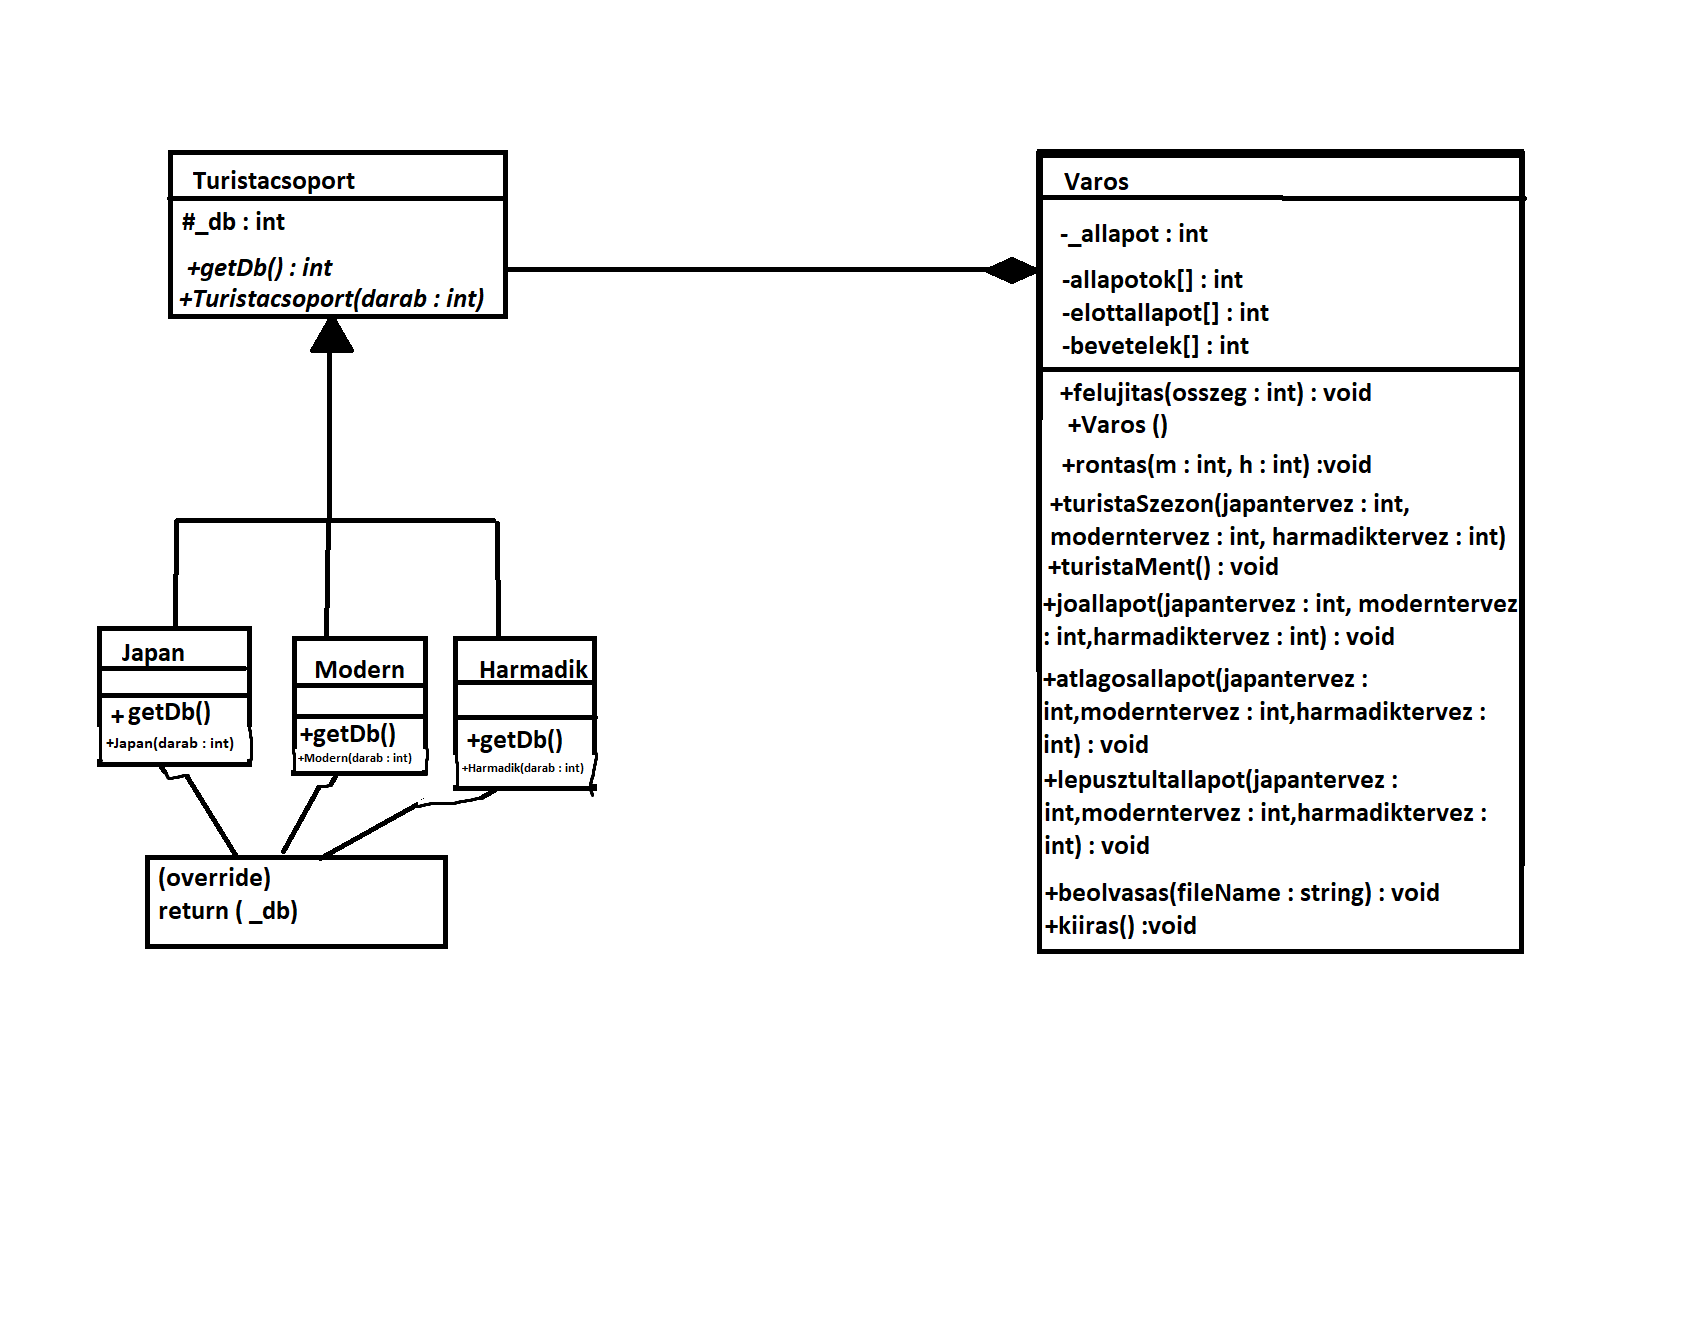 Turistacsoport
#_db : int
+getDb() : int
+Turistacsoport(darab : int)
Varos
-_allapot : int
-allapotok[] : int
-elottallapot[] : int
-bevetelek[] : int
+felujitas(osszeg : int) : void
+Varos ()
+rontas(m : int, h : int) :void
+turistaSzezon(japantervez : int,
moderntervez : int, harmadiktervez : int)
+turistaMent() : void
+joallapot(japantervez : int, moderntervez
: int,harmadiktervez : int) : void
+atlagosallapot(japantervez :
int,moderntervez : int,harmadiktervez :
int) : void
+lepusztultallapot(japantervez :
int,moderntervez : int,harmadiktervez :
int) : void
+beolvasas(fileName : string) : void
+kiiras() :void
Japan
+ getDb()
+Japan(darab : int)
Modern
+getDb()
+Modern(darab : int)
Harmadik
+getDb()
+Harmadik(darab : int)
(override)
return ( _db)